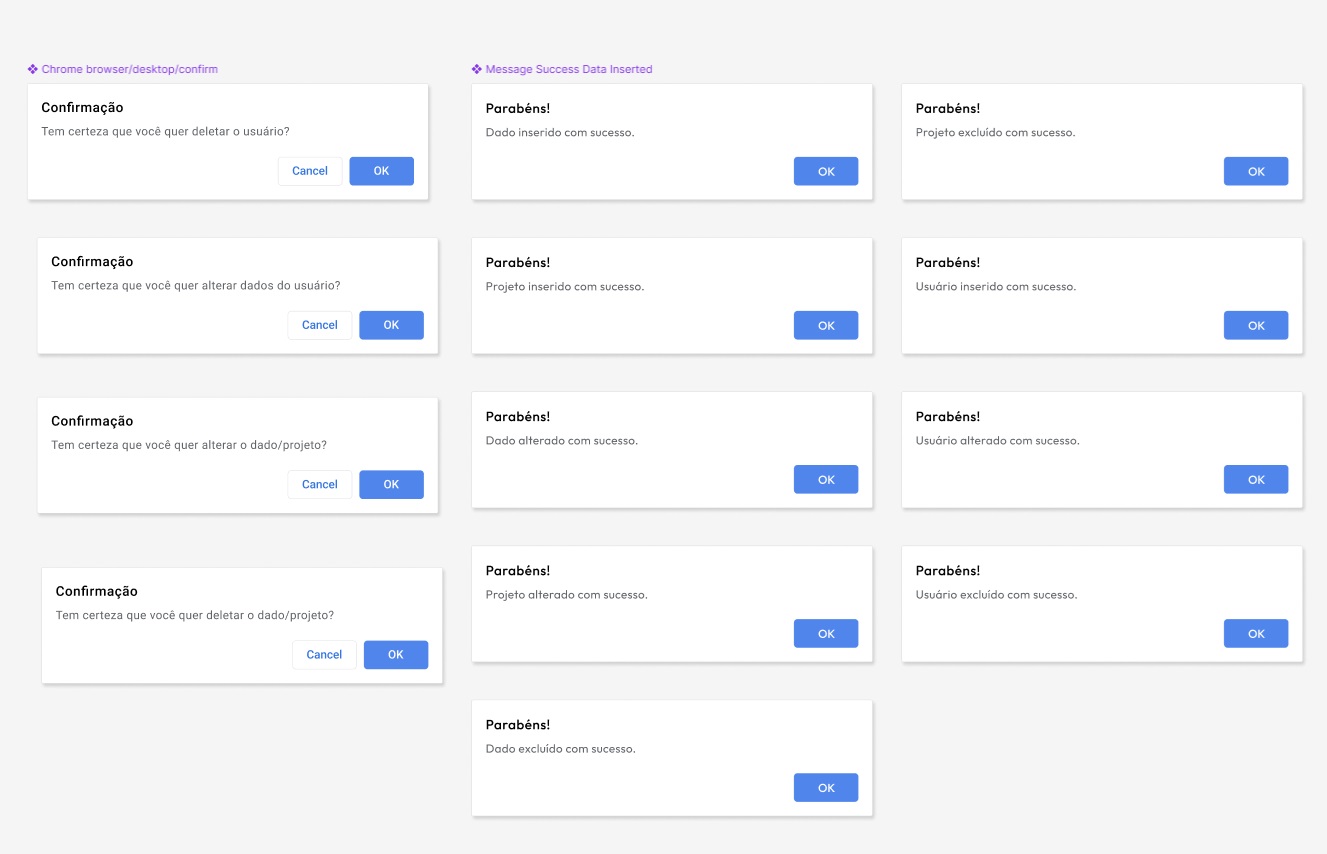 Chrome browser/desktop/confirm
Confirmação
Tem certeza que você quer deletar o usuário?
Cancel
OK
Confirmação
Tem certeza que você quer alterar dados do usuário?
Cancel
OK
Confirmação
Tem certeza que você quer alterar o dado/projeto?
Cancel
OK
Confirmação
Tem certeza que você quer deletar o dado/projeto?
Cancel
OK
Message Success Data Inserted
Parabéns!
Dado inserido com sucesso.
OK
Parabéns!
Projeto inserido com sucesso.
OK
Parabéns!
Dado alterado com sucesso.
OK
Parabéns!
Projeto alterado com sucesso.
OK
Parabéns!
Dado excluído com sucesso.
OK
Parabéns!
Projeto excluído com sucesso.
OK
Parabéns!
Usuário inserido com sucesso.
OK
Parabéns!
Usuário alterado com sucesso.
OK
Parabéns!
Usuário excluído com sucesso.
OK